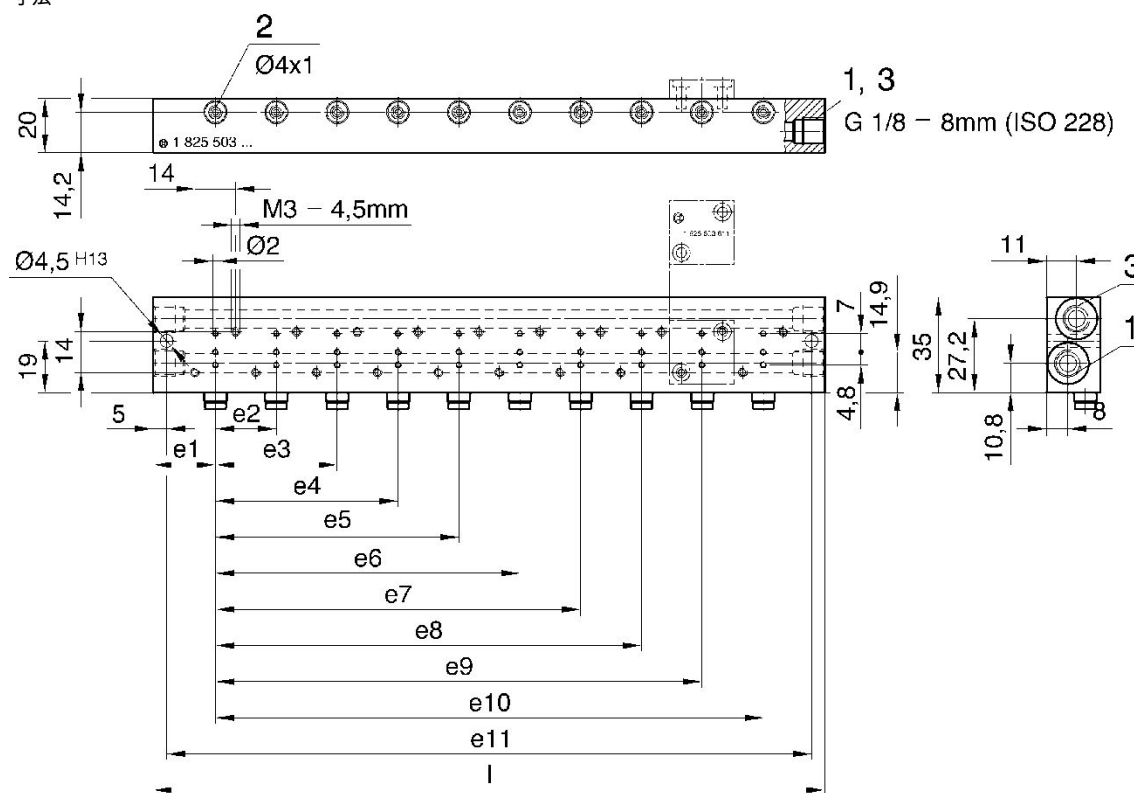 寸法
2
Ø4x1
1, 3
G 1/8 – 8mm (ISO 228)
20
14,2
1 825 503 ...
14
M3 – 4,5mm
Ø2
Ø4,5 H13
19
14
5
7
14,9
4,8
11
3
35
27,2
1
10,8
8
e1
e2
e3
e4
e5
e6
e7
e8
e9
e10
e11
l